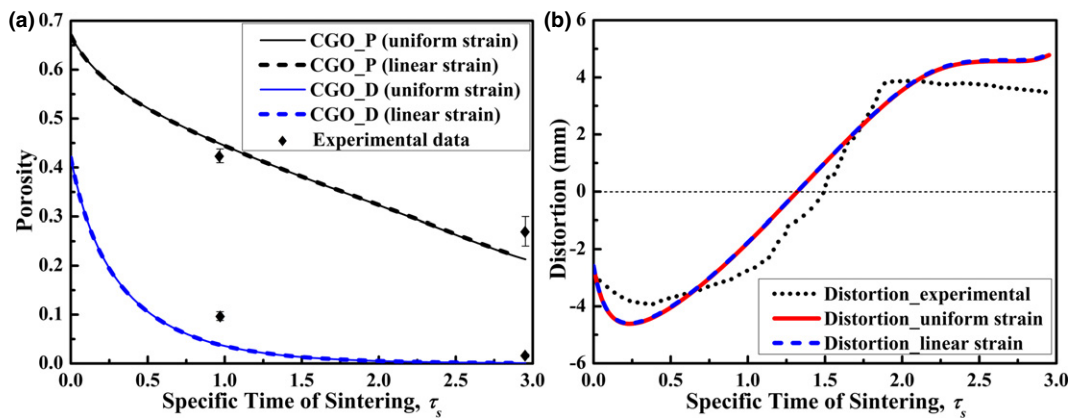 (a)
0.7
0.6
0.5
0.4
0.3
0.2
0.1
0.0
Porosity
CGO_P (uniform strain)
CGO_P (linear strain)
CGO_D (uniform strain)
CGO_D (linear strain)
Experimental data
0.0 0.5 1.0 1.5 2.0 2.5 3.0
Specific Time of Sintering, τs
(b)
6
4
2
0
-2
-4
-6
Distortion (mm)
Distortion_experimental
Distortion_uniform strain
Distortion_linear strain
0.0 0.5 1.0 1.5 2.0 2.5 3.0
Specific Time of Sintering, τs